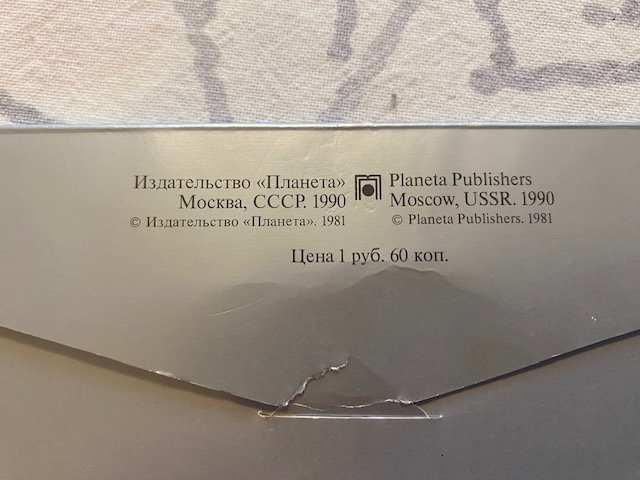 Издательство «Планета»
Москва, СССР. 1990
© Издательство «Планета». 1981
Planeta Publishers
Moscow, USSR. 1990
© Planeta Publishers. 1981
Цена 1 руб. 60 коп.